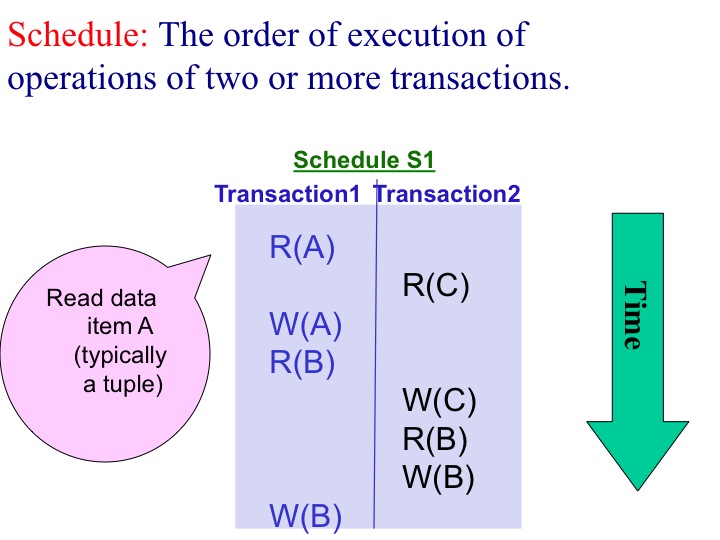 Schedule: The order of execution of
operations of two or more transactions.
Schedule S1
Transaction1 Transaction2
R(A)
R(C)
W(A)
R(B)
W(C)
R(B)
W(B)
W(B)
Read data
item A
(typically
a tuple)
Time